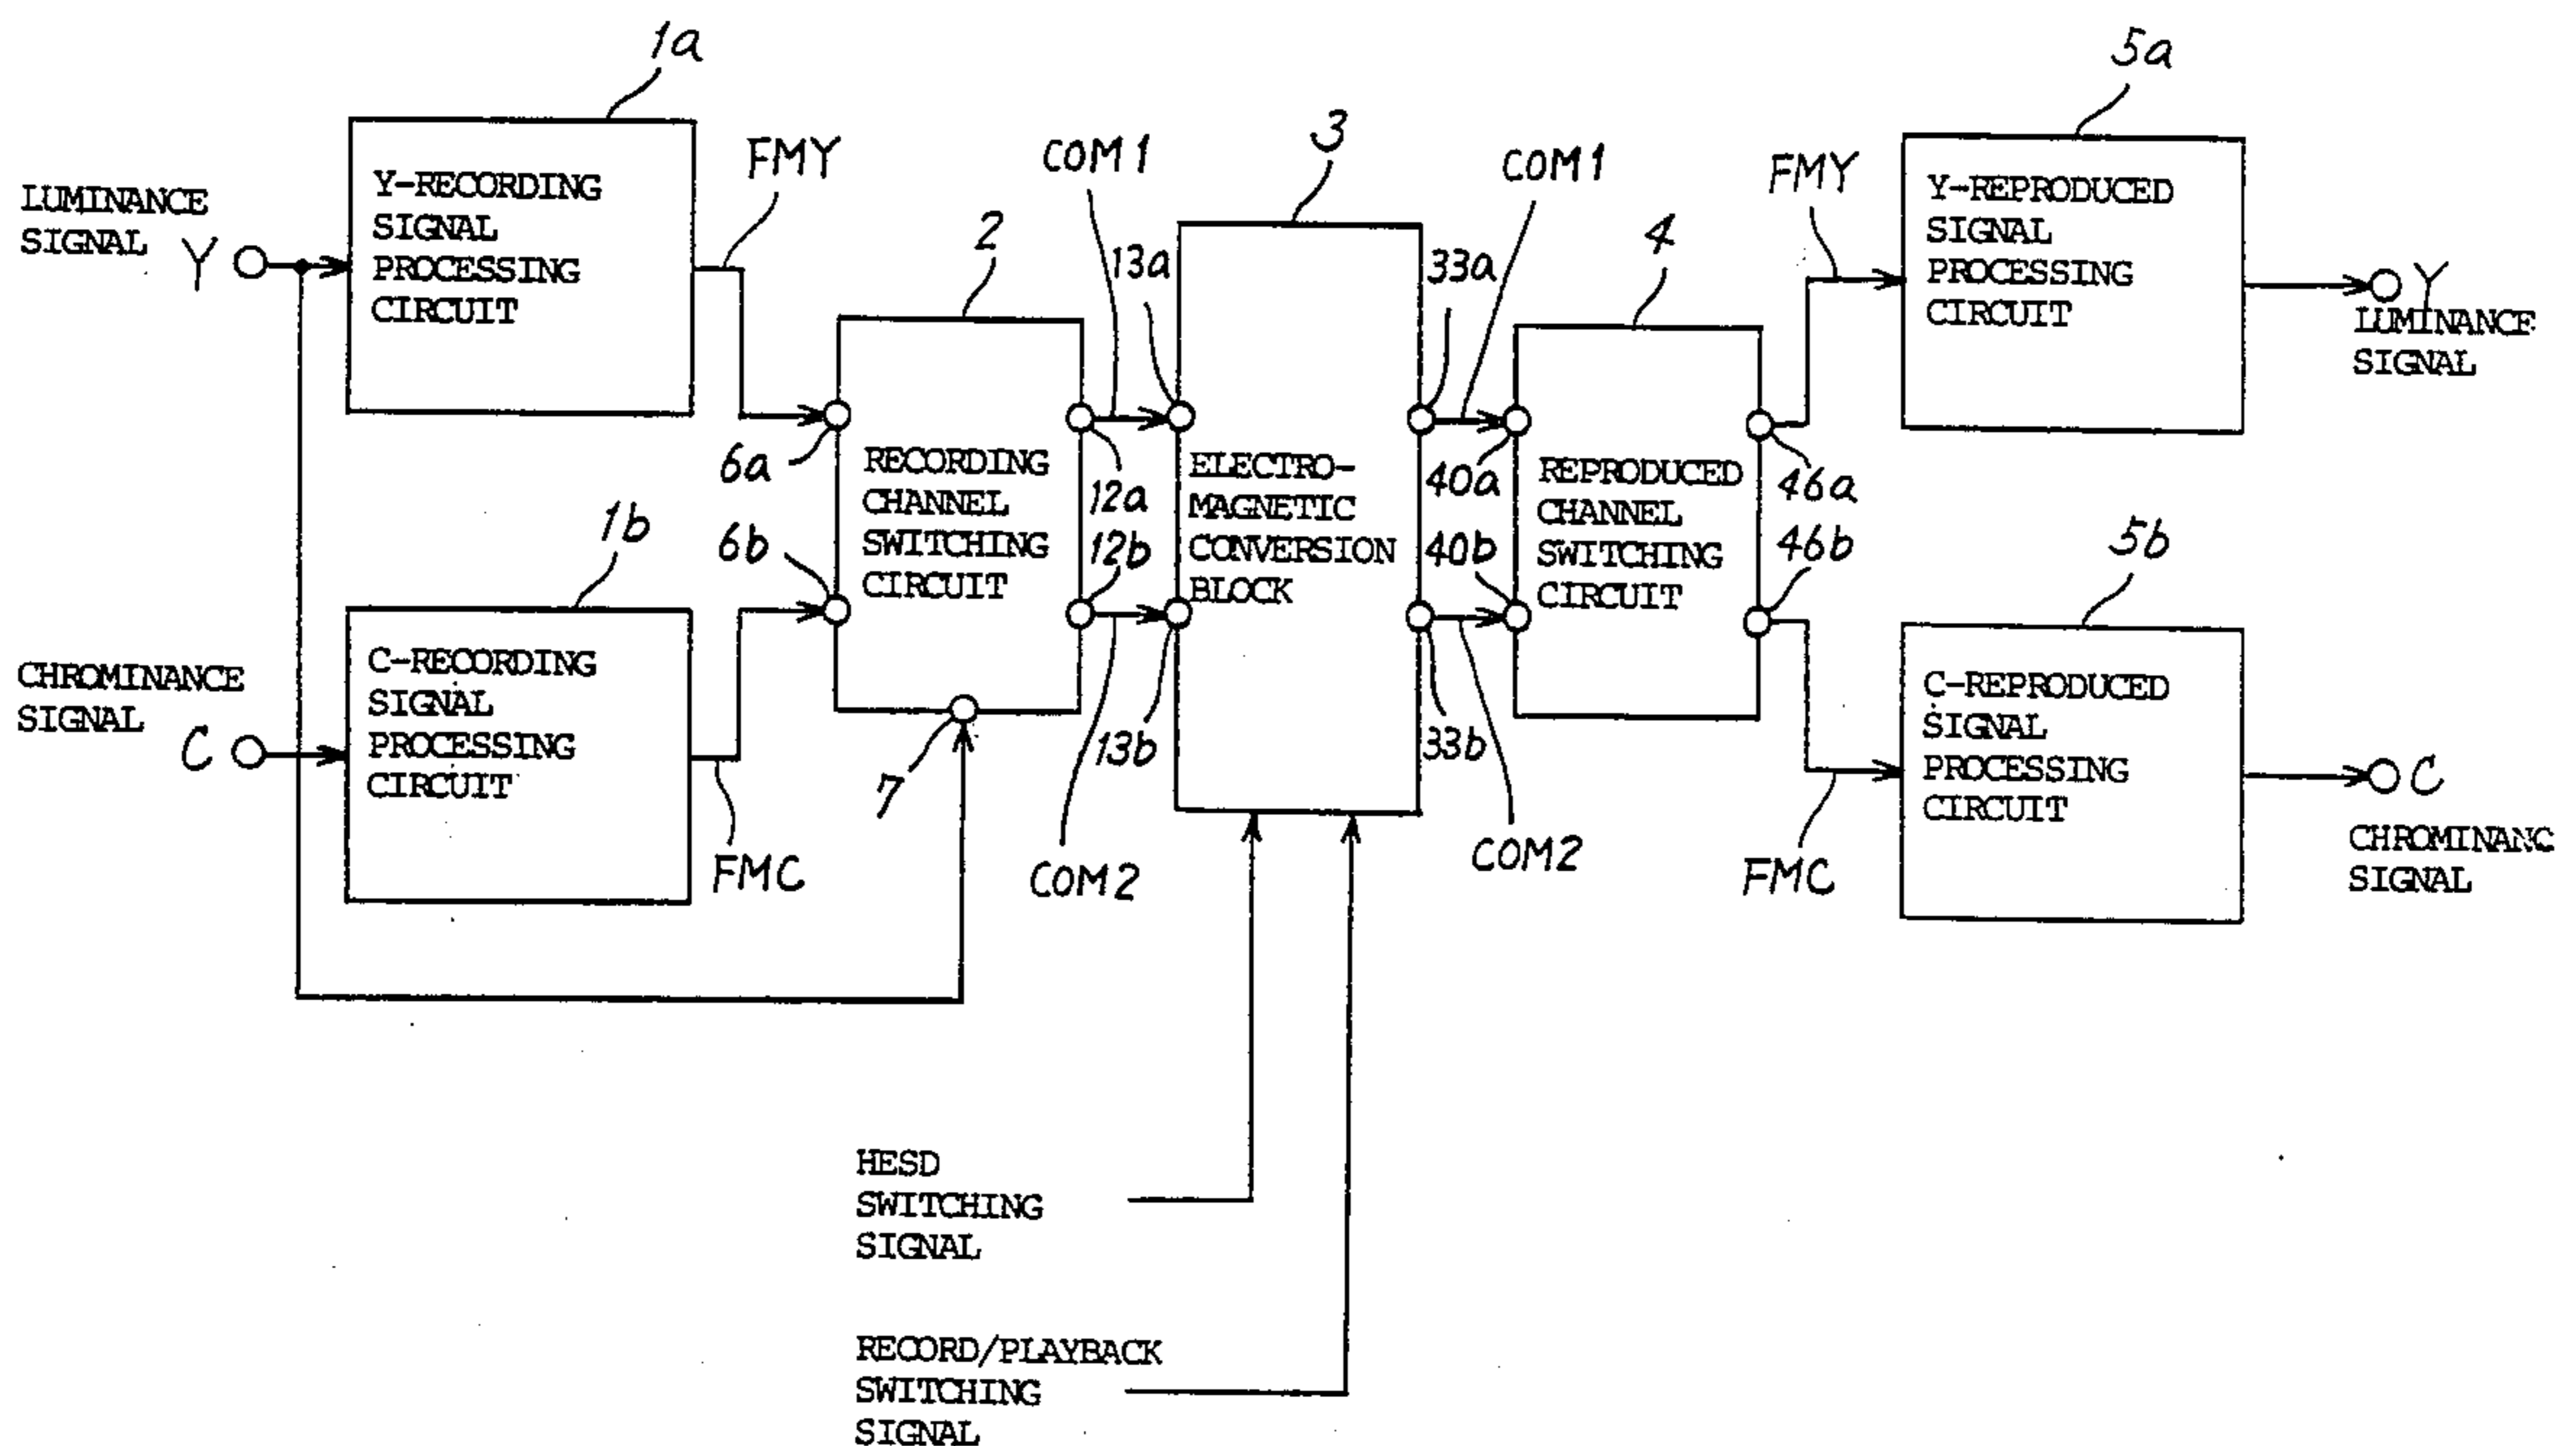 1a
5a
3
FMY
COM1
COM1
FMY
Y-RECORDING
SIGNAL
PROCESSING
CIRCUIT
Y-REPRODUCED
SIGNAL
PROCESSING
CIRCUIT
LUMINANCE
SIGNAL
Y
2
13a
33a
4
Y
LUMINANCE
SIGNAL
6a
RECORDING
CHANNEL
SWITCHING
CIRCUIT
12a
ELECTRO-
MAGNETIC
CONVERSION
BLOCK
40a
REPRODUCED
CHANNEL
SWITCHING
CIRCUIT
46a
1b
6b
12b
40b
46b
5b
CHROMINANCE
SIGNAL
C
C-RECORDING
SIGNAL
PROCESSING
CIRCUIT
C-REPRODUCED
SIGNAL
PROCESSING
CIRCUIT
7
13b
33b
C
CHROMINANC
SIGNAL
FMC
COM2
COM2
FMC
HESD
SWITCHING
SIGNAL
RECORD/PLAYBACK
SWITCHING
SIGNAL